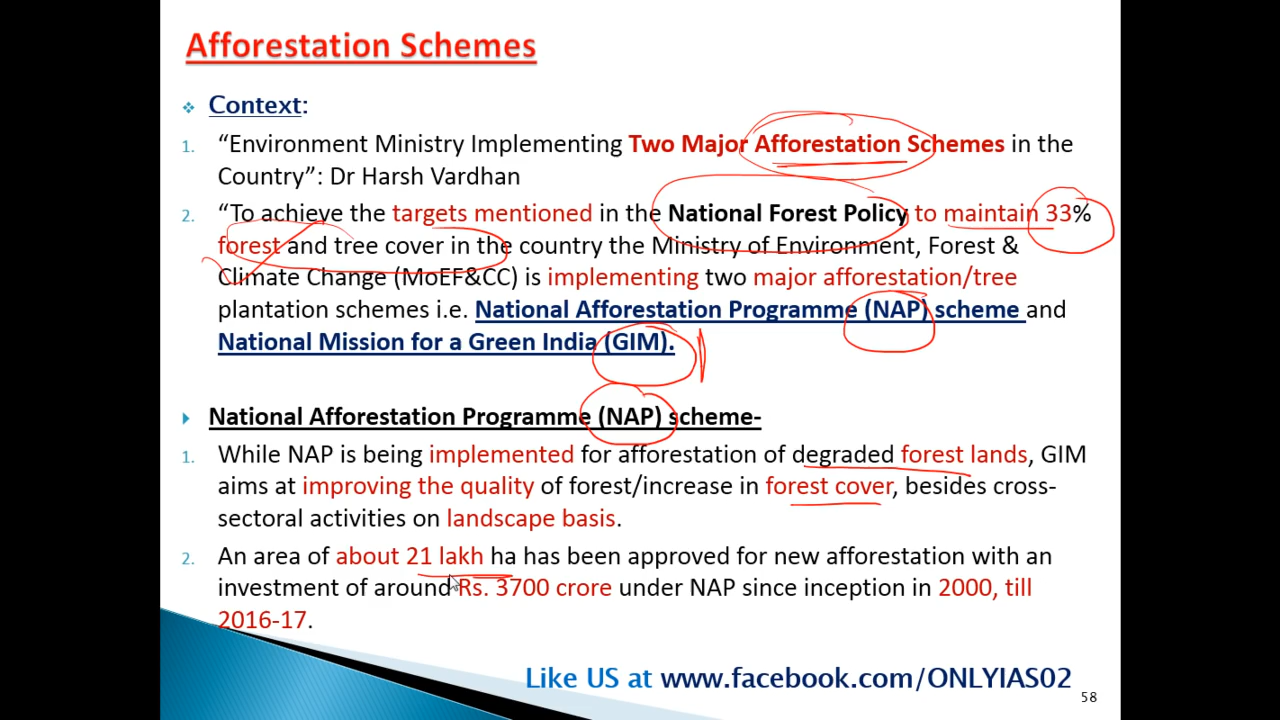 Afforestation Schemes
Context:
1. “Environment Ministry Implementing Two Major Afforestation Schemes in the
Country”: Dr Harsh Vardhan
2. “To achieve the targets mentioned in the National Forest Policy to maintain 33%
forest and tree cover in the country the Ministry of Environment, Forest &
Climate Change (MoEF&CC) is implementing two major afforestation/tree
plantation schemes i.e. National Afforestation Programme (NAP) scheme and
National Mission for a Green India (GIM).
National Afforestation Programme (NAP) scheme-
1. While NAP is being implemented for afforestation of degraded forest lands, GIM
aims at improving the quality of forest/increase in forest cover, besides cross-
sectoral activities on landscape basis.
2. An area of about 21 lakh ha has been approved for new afforestation with an
investment of around Rs. 3700 crore under NAP since inception in 2000, till
2016-17.
Like US at www.facebook.com/ONLYIAS02
58